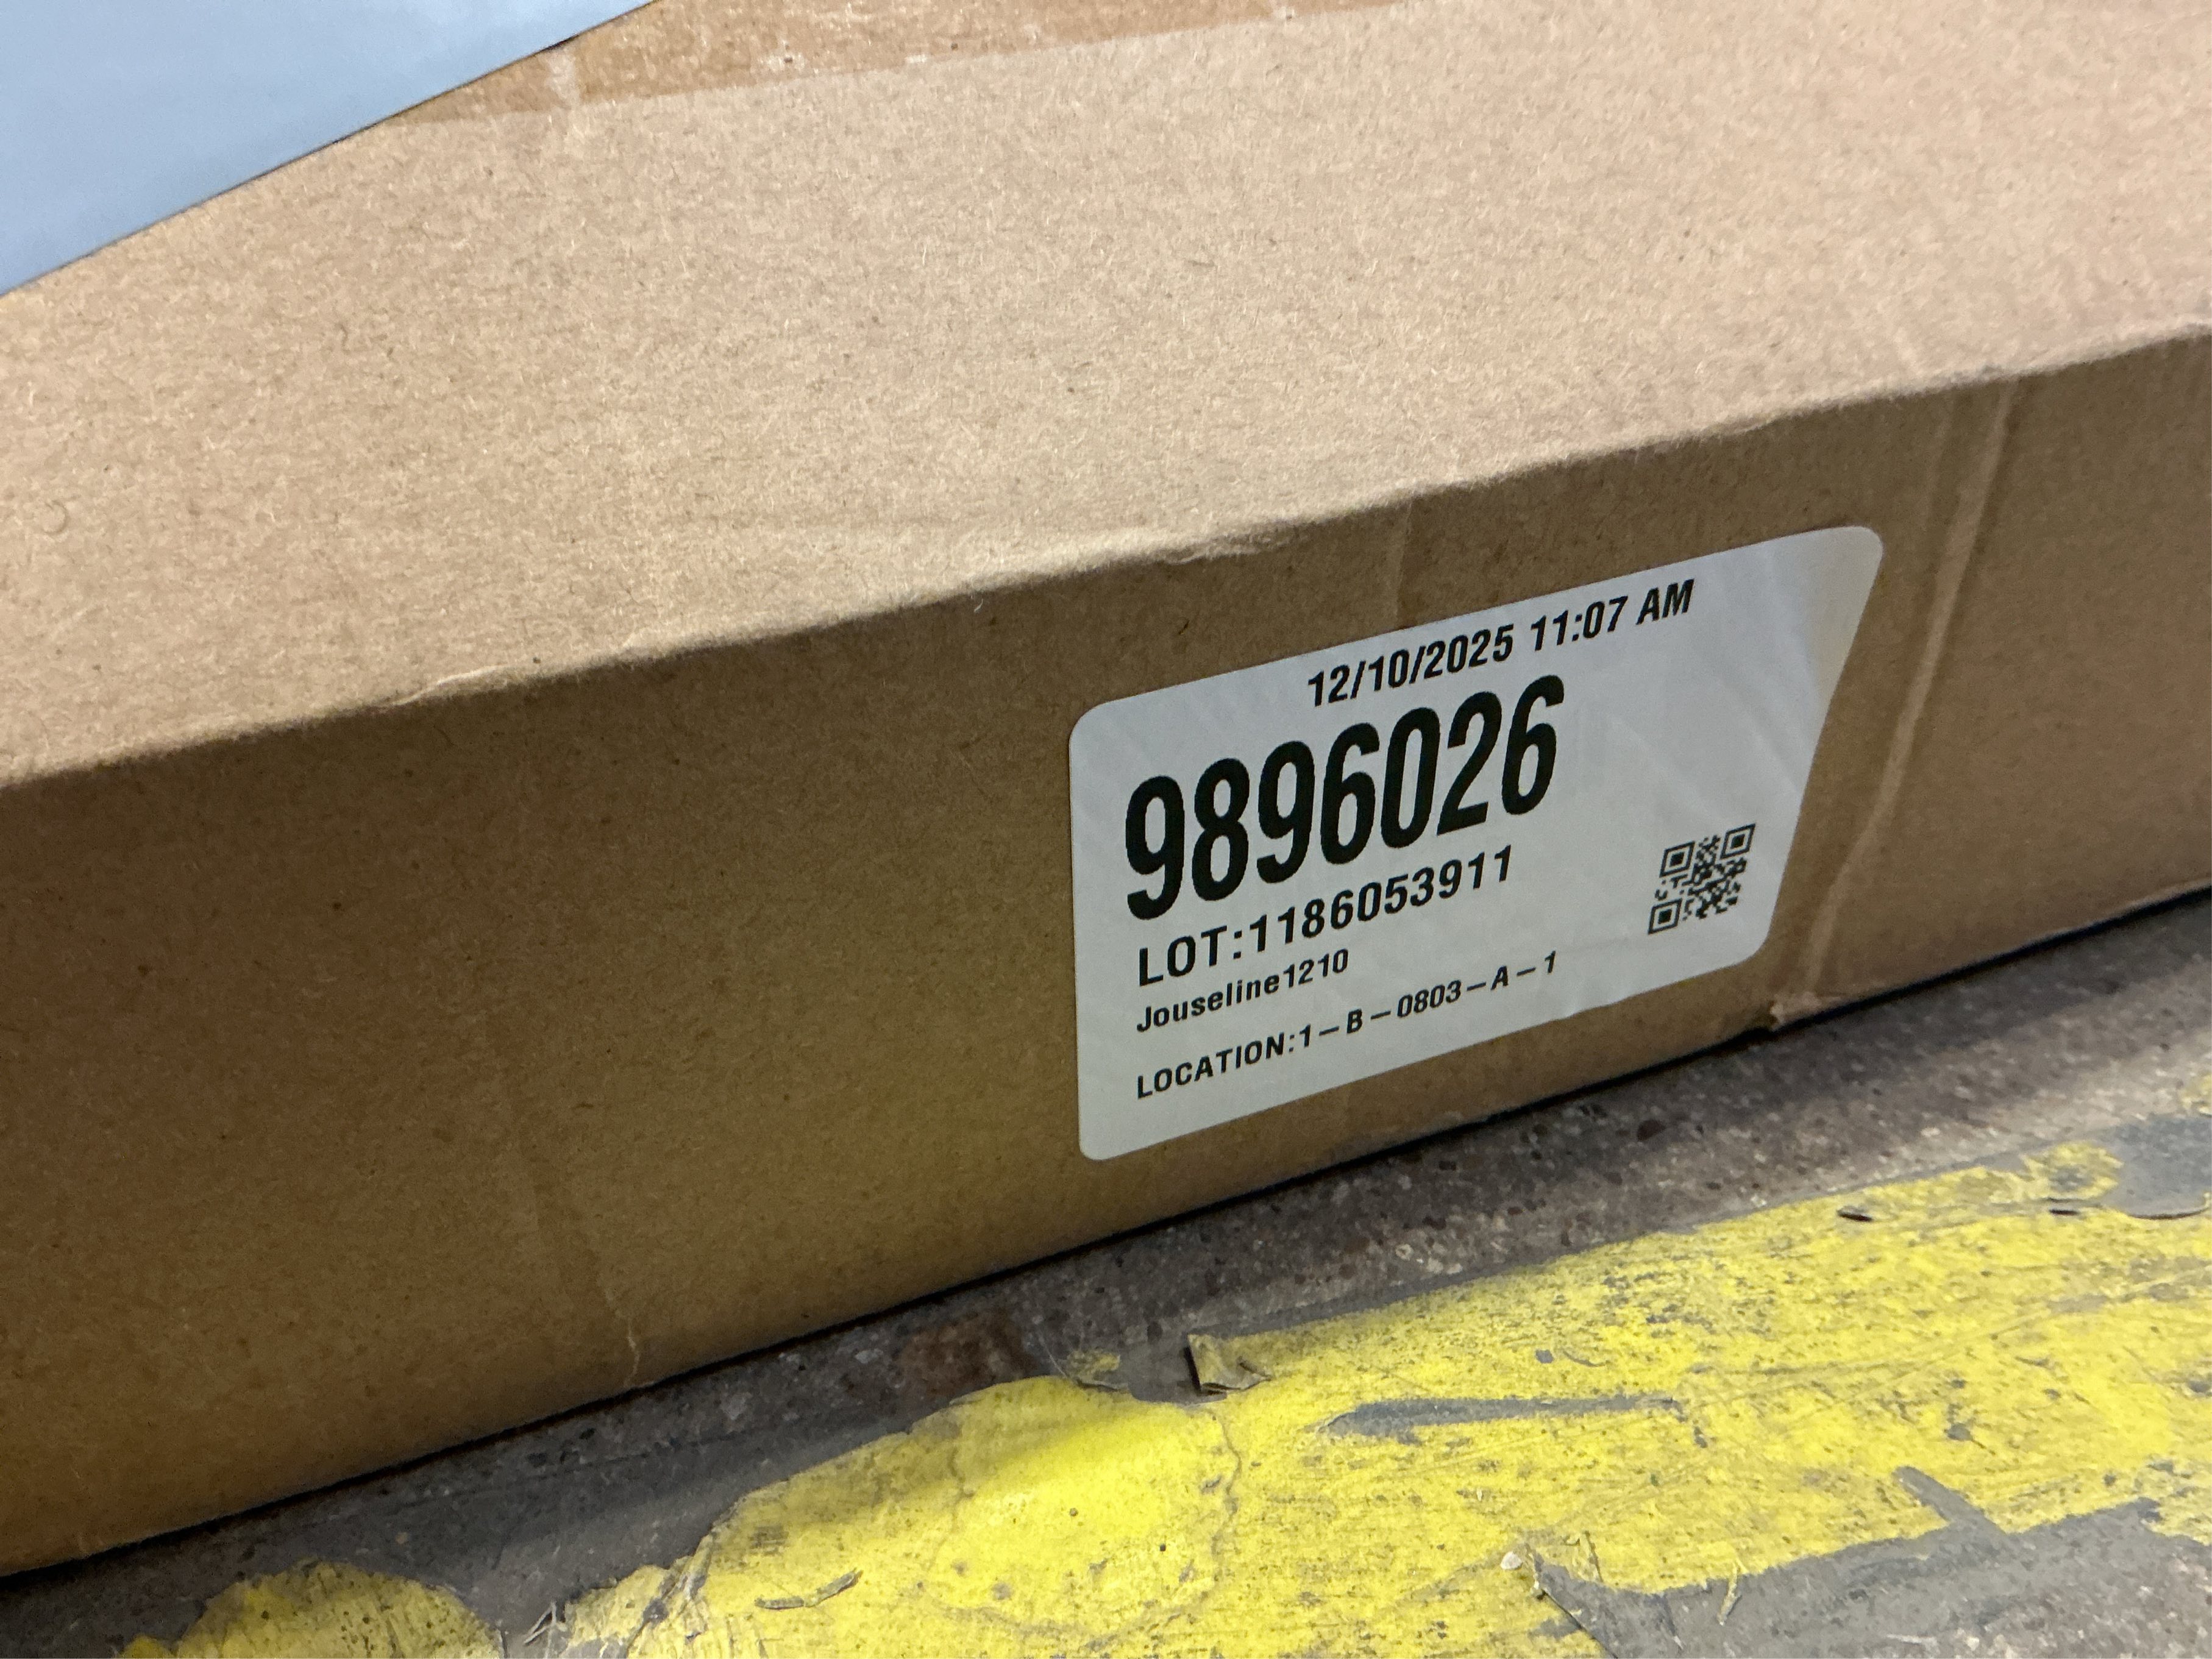 12/10/2025 11:07 AM
9896026
LOT:1186053911
Jouseline1210
LOCATION:1-B-0803-A-1